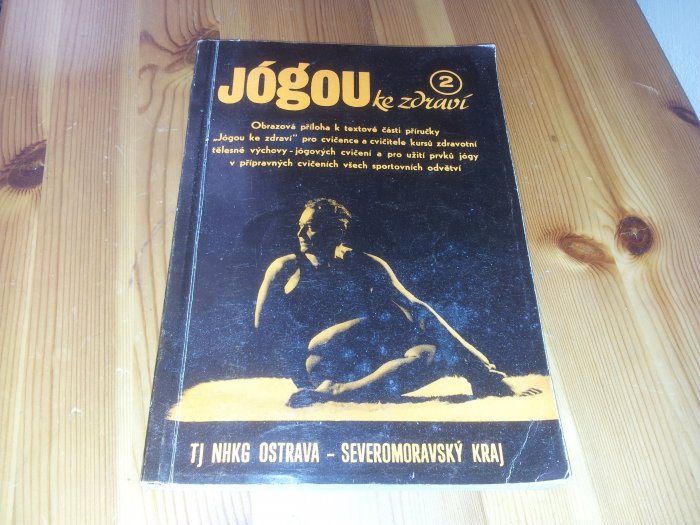 JÓGOU ke zdraví 2
Obrazová příloha k textové části příručky
„Jógou ke zdraví" pro cvičence a cvičitele kursů zdravotní
tělesné výchovy - jógových cvičení a pro užití prvků jógy
v přípravných cvičeních všech sportovních odvětví
TJ NHKG OSTRAVA - SEVEROMORAVSKÝ KRAJ